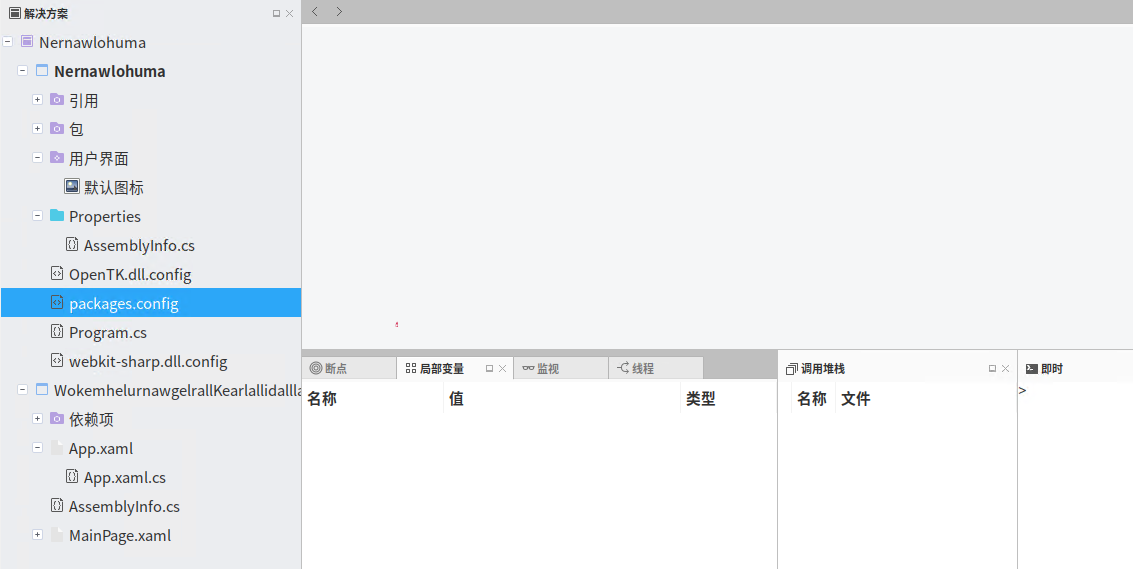 解决方案
Nernawlohuma
Nernawlohuma
引用
包
用户界面
默认图标
Properties
AssemblyInfo.cs
OpenTK.dll.config
packages.config
Program.cs
webkit-sharp.dll.config
WokemhelurnawgelrallKearlallidallla
依赖项
App.xaml
App.xaml.cs
AssemblyInfo.cs
MainPage.xaml
断点 局部变量 监视 线程
名称 值 类型
调用堆栈
名称 文件
即时
>